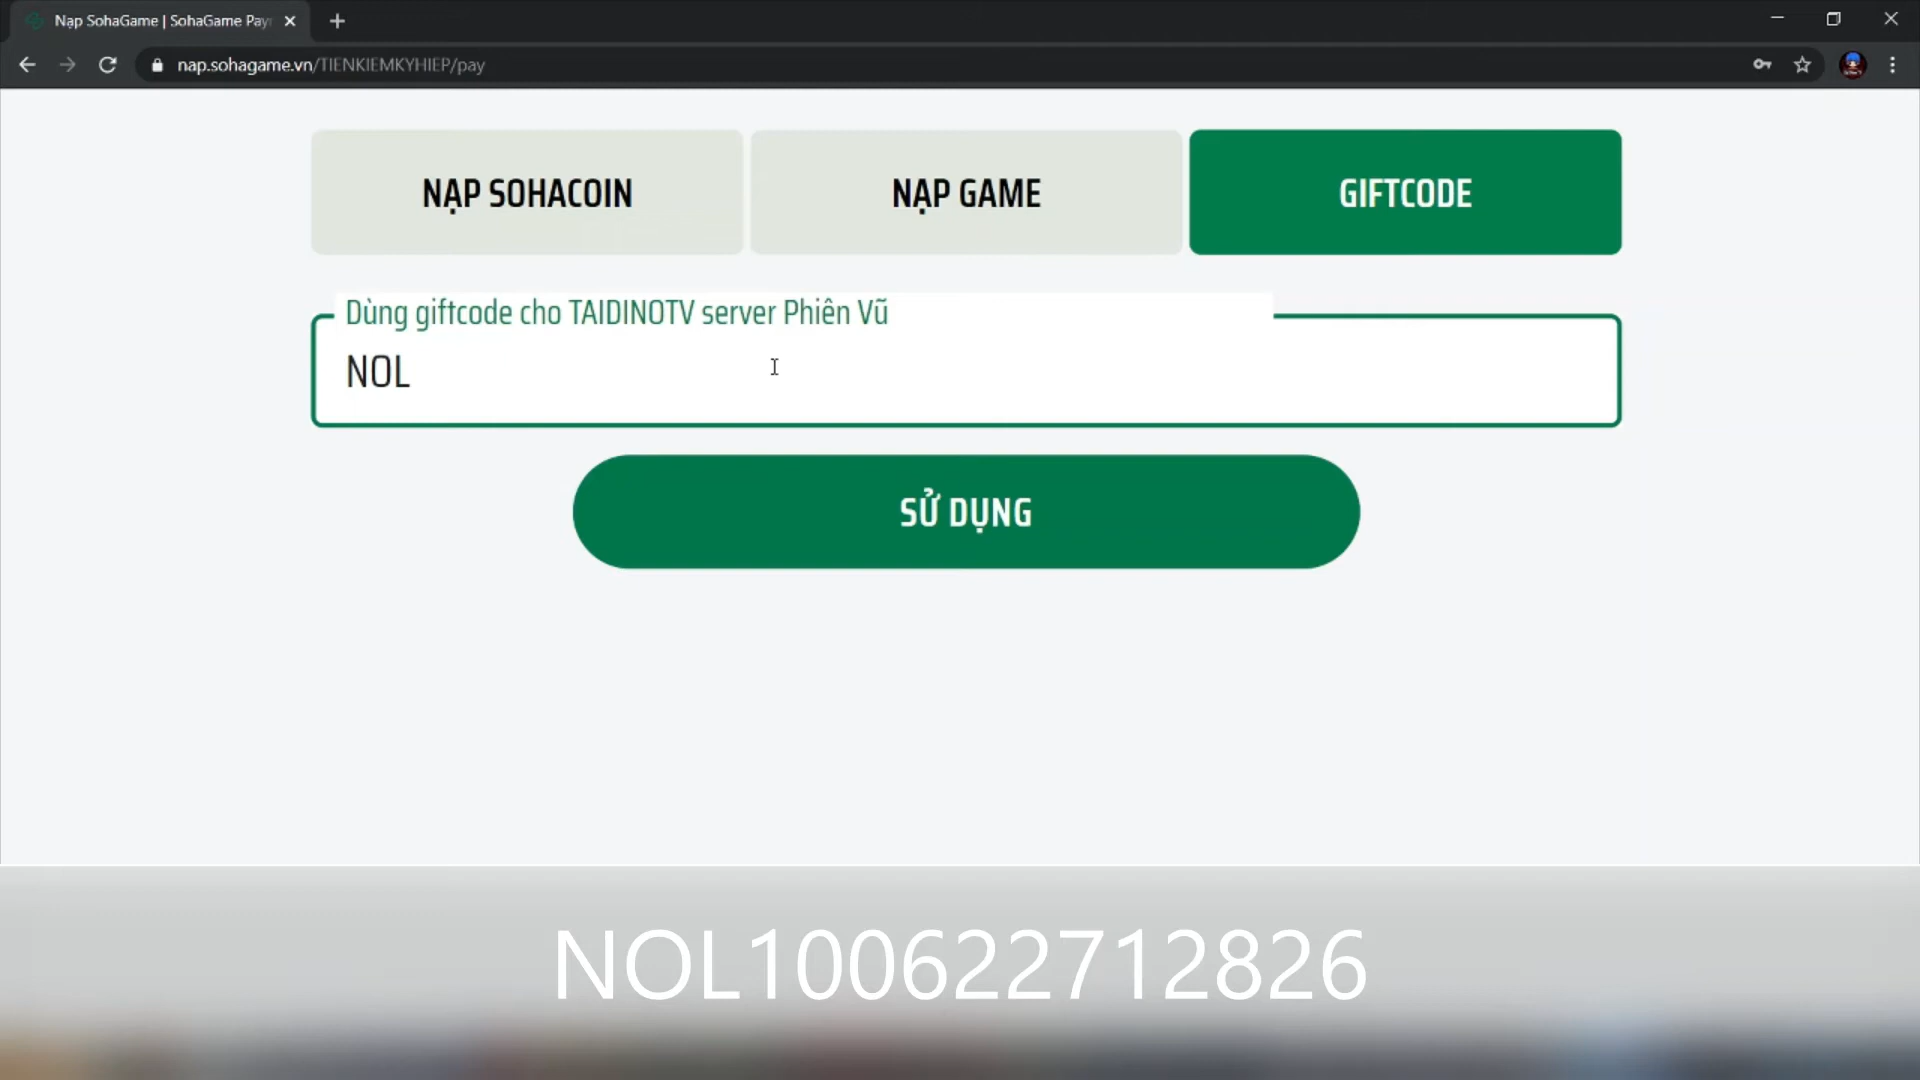 Nạp SohaGame | SohaGame Pay
nap.sohagame.vn/TIENKIEMKYHIEP/pay
NẠP SOHACOIN
NẠP GAME
GIFTCODE
Dùng giftcode cho TAIDINOTV server Phiên Vũ
NOL
SỬ DỤNG
NOL100622712826